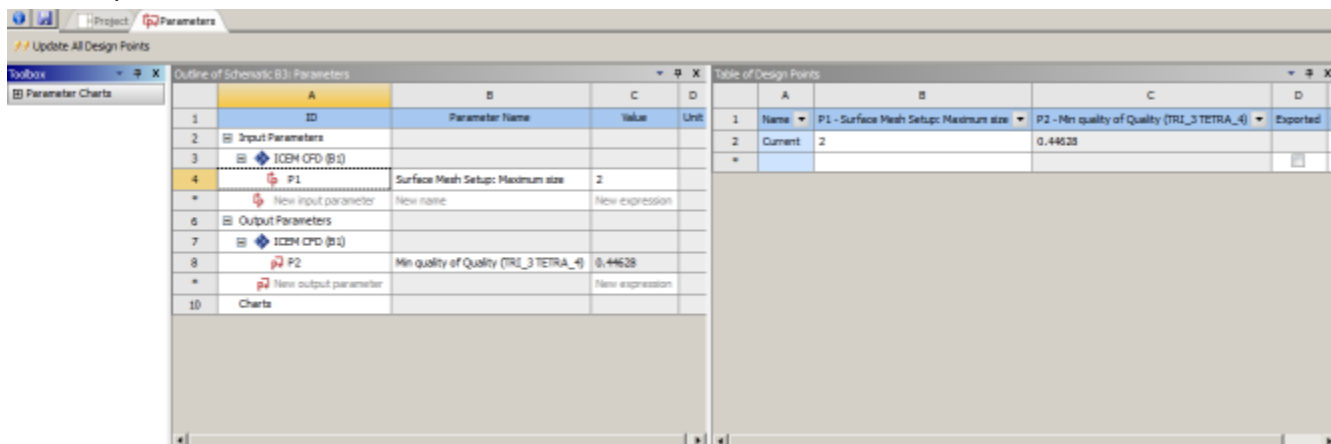 Project Parameters
Update All Design Points
Toolbox
Parameter Charts
Outline of Schematic B3: Parameters
A B C D
1 ID Parameter Name Value Unit
2 Input Parameters
3 ICEM CFD (B1)
4 P1 Surface Mesh Setup: Maximum size 2
* New input parameter New name New expression
6 Output Parameters
7 ICEM CFD (B1)
8 P2 Min quality of Quality (TRI_3 TETRA_4) 0.44628
* New output parameter New expression
10 Charts
Table of Design Points
A B C D
1 Name P1 - Surface Mesh Setup: Maximum size P2 - Min quality of Quality (TRI_3 TETRA_4) Exported
2 Current 2 0.44628
*